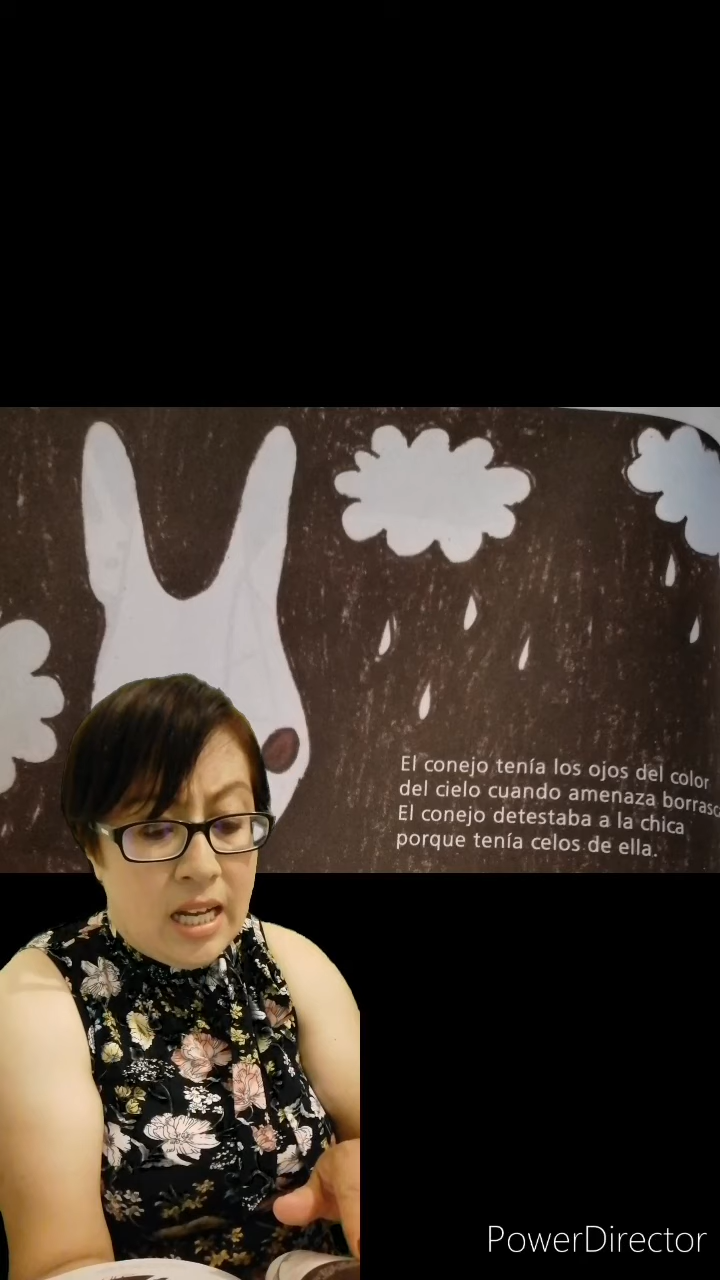 El conejo tenía los ojos del color
del cielo cuando amenaza
El conejo detestaba a la chica
porque tenía celos de ella.
PowerDirector